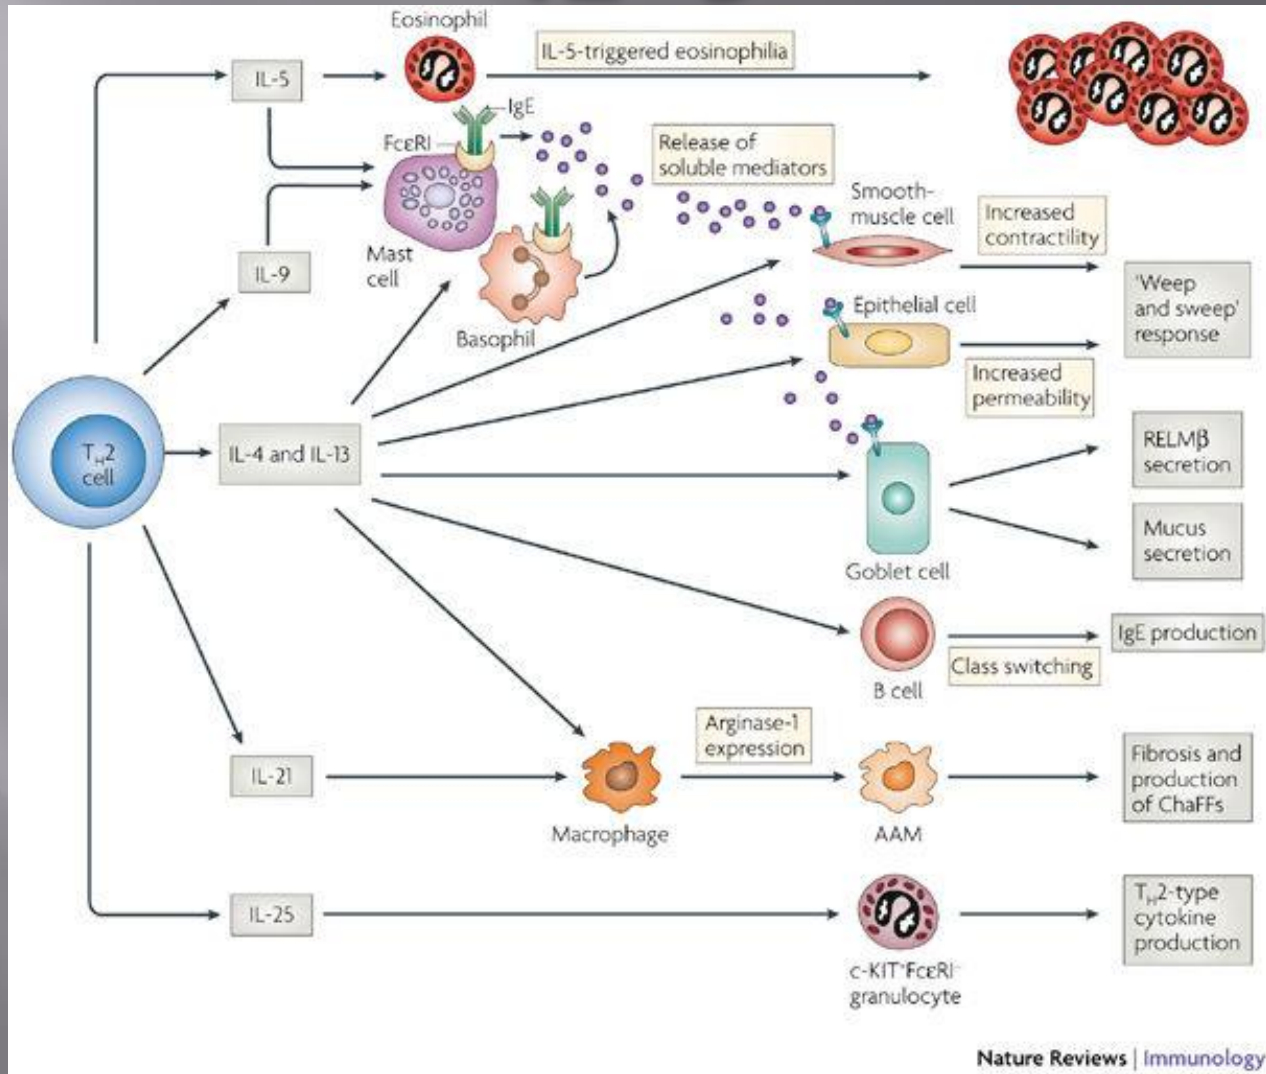 Eosinophil
IL-5
IL-5-triggered eosinophilia
IgE
FcεRI
Release of
soluble mediators
Smooth-
muscle cell
Increased
contractility
Mast
cell
IL-9
Basophil
Epithelial cell
'Weep
and sweep'
response
Increased
permeability
T_H2
cell
IL-4 and IL-13
RELMβ
secretion
Mucus
secretion
Goblet cell
IgE production
Class switching
B cell
Arginase-1
expression
IL-21
Macrophage
AAM
Fibrosis and
production
of ChaFFs
IL-25
T_H2-type
cytokine
production
c-KIT⁺FcεRI⁻
granulocyte
Nature Reviews | Immunology